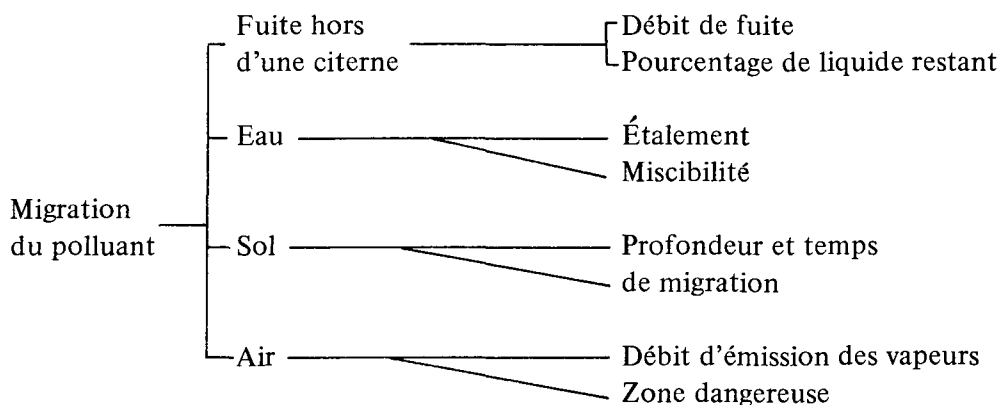 Fuite hors
d'une citerne
Débit de fuite
Pourcentage de liquide restant
Eau
Étalement
Miscibilité
Migration
du polluant
Sol
Profondeur et temps
de migration
Air
Débit d'émission des vapeurs
Zone dangereuse